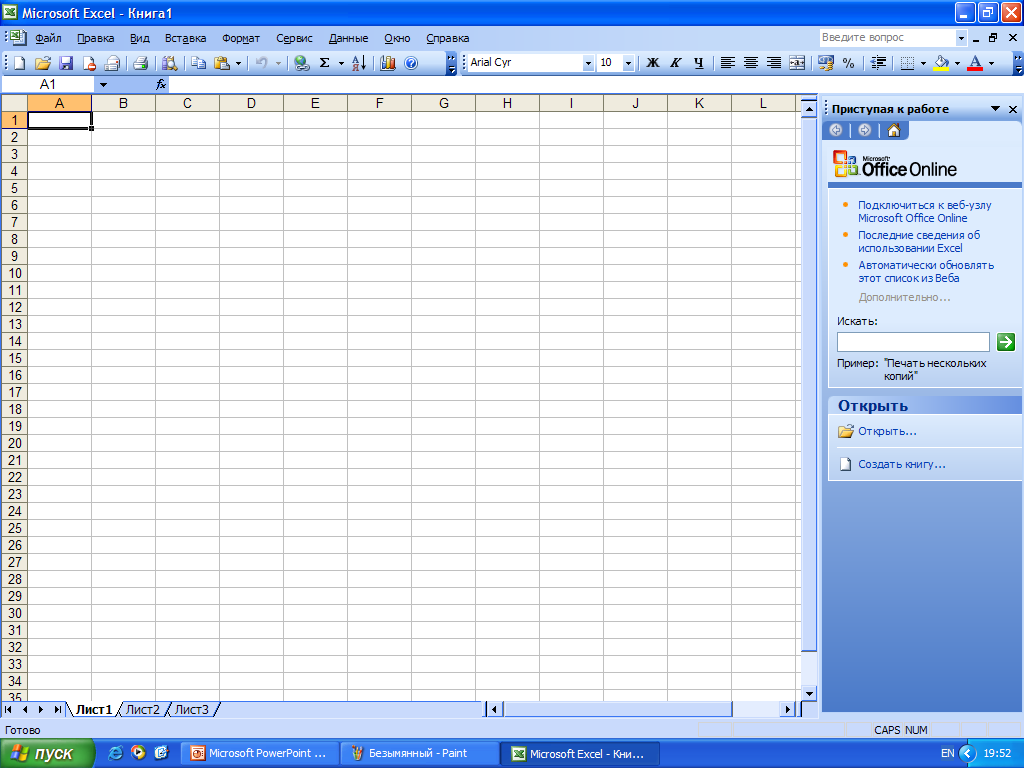 Microsoft Excel - Книга1
Файл Правка Вид Вставка Формат Сервис Данные Окно Справка Введите вопрос
Arial Cyr 10 Ж К Ч %
A1 fx
A B C D E F G H I J K L
1
2
3
4
5
6
7
8
9
10
11
12
13
14
15
16
17
18
19
20
21
22
23
24
25
26
27
28
29
30
31
32
33
34
35
Приступая к работе
Microsoft
Office Online
Подключиться к веб-узлу
Microsoft Office Online
Последние сведения об
использовании Excel
Автоматически обновлять
этот список из Веба
Дополнительно...
Искать:
Пример: "Печать нескольких
копий"
Открыть
Открыть...
Создать книгу...
Лист1 Лист2 Лист3
Готово CAPS NUM
пуск Microsoft PowerPoint ... Безымянный - Paint Microsoft Excel - Кни... EN 19:52